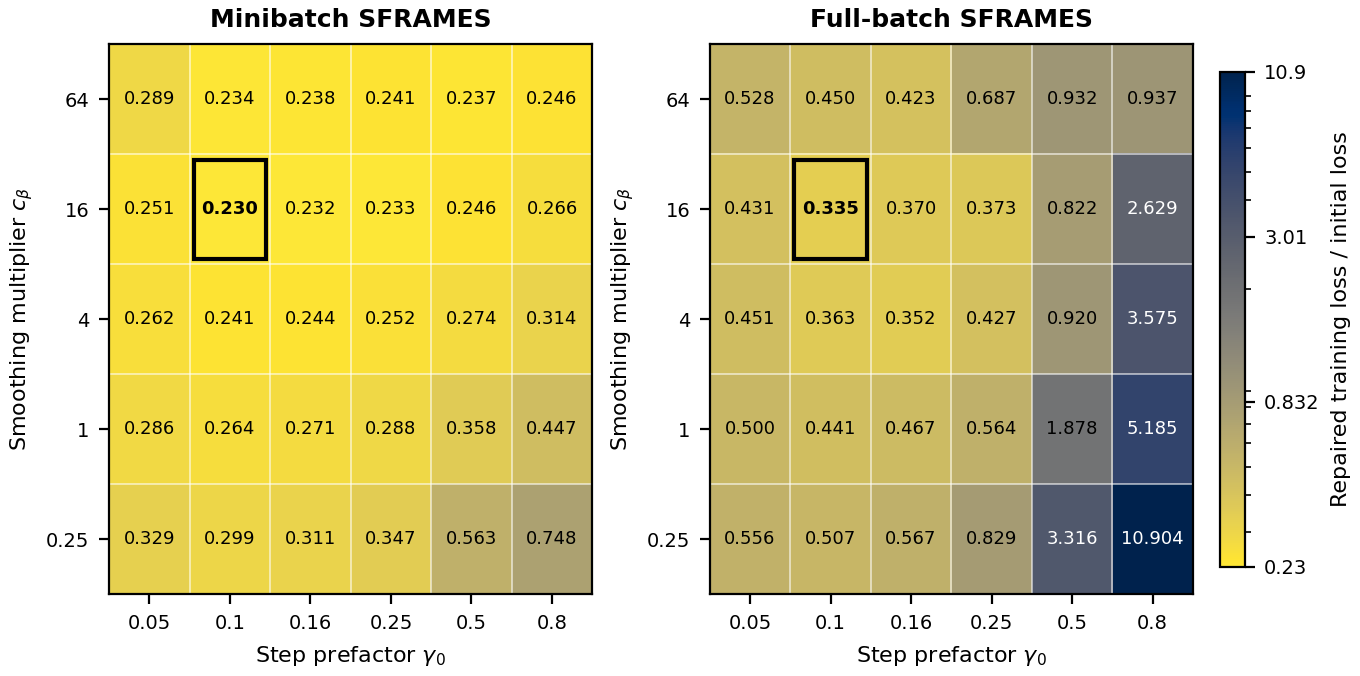 Minibatch SFRAMES
Full-batch SFRAMES
Smoothing multiplier cβ
64
0.289 0.234 0.238 0.241 0.237 0.246
16
0.251 0.230 0.232 0.233 0.246 0.266
4
0.262 0.241 0.244 0.252 0.274 0.314
1
0.286 0.264 0.271 0.288 0.358 0.447
0.25
0.329 0.299 0.311 0.347 0.563 0.748
0.05 0.1 0.16 0.25 0.5 0.8
Step prefactor γ0
Smoothing multiplier cβ
64
0.528 0.450 0.423 0.687 0.932 0.937
16
0.431 0.335 0.370 0.373 0.822 2.629
4
0.451 0.363 0.352 0.427 0.920 3.575
1
0.500 0.441 0.467 0.564 1.878 5.185
0.25
0.556 0.507 0.567 0.829 3.316 10.904
0.05 0.1 0.16 0.25 0.5 0.8
Step prefactor γ0
10.9
3.01
0.832
0.23
Repaired training loss / initial loss